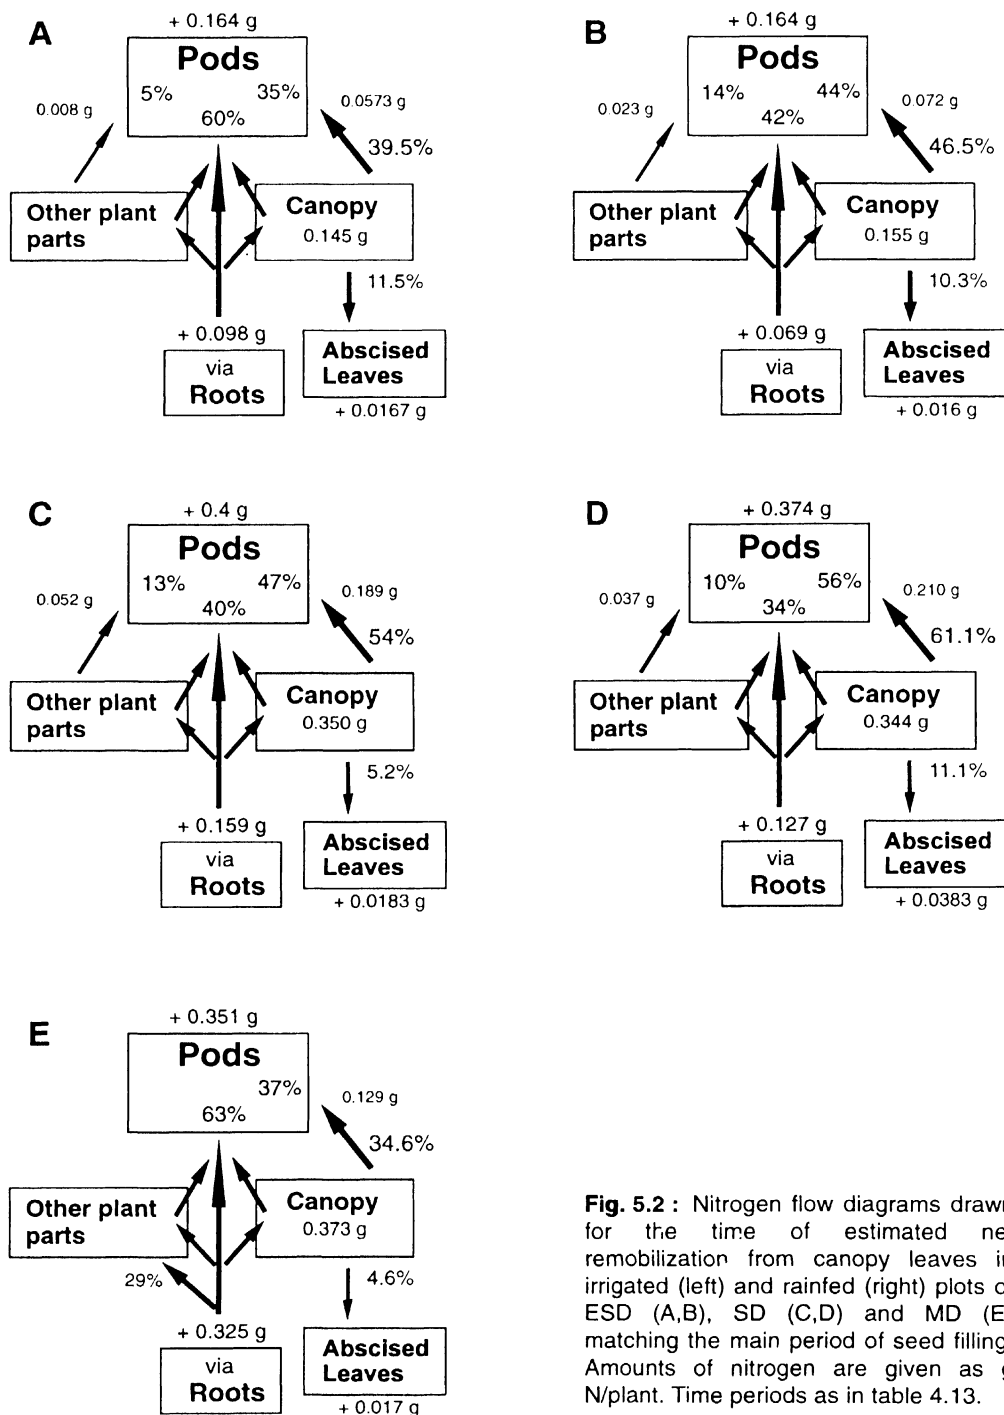 A
+ 0.164 g
Pods
5%
35%
60%
0.008 g
0.0573 g
39.5%
Other plant
parts
Canopy
0.145 g
11.5%
+ 0.098 g
via
Roots
Abscised
Leaves
+ 0.0167 g
B
+ 0.164 g
Pods
14%
44%
42%
0.023 g
0.072 g
46.5%
Other plant
parts
Canopy
0.155 g
10.3%
+ 0.069 g
via
Roots
Abscised
Leaves
+ 0.016 g
C
+ 0.4 g
Pods
13%
47%
40%
0.052 g
0.189 g
54%
Other plant
parts
Canopy
0.350 g
5.2%
+ 0.159 g
via
Roots
Abscised
Leaves
+ 0.0183 g
D
+ 0.374 g
Pods
10%
56%
34%
0.037 g
0.210 g
61.1%
Other plant
parts
Canopy
0.344 g
11.1%
+ 0.127 g
via
Roots
Abscised
Leaves
+ 0.0383 g
E
+ 0.351 g
Pods
37%
63%
0.129 g
34.6%
Other plant
parts
Canopy
0.373 g
29%
4.6%
+ 0.325 g
via
Roots
Abscised
Leaves
+ 0.017 g
Fig. 5.2 : Nitrogen flow diagrams drawn
for the time of estimated ne
remobilization from canopy leaves in
irrigated (left) and rainfed (right) plots o
ESD (A,B), SD (C,D) and MD (E
matching the main period of seed filling.
Amounts of nitrogen are given as g
N/plant. Time periods as in table 4.13.